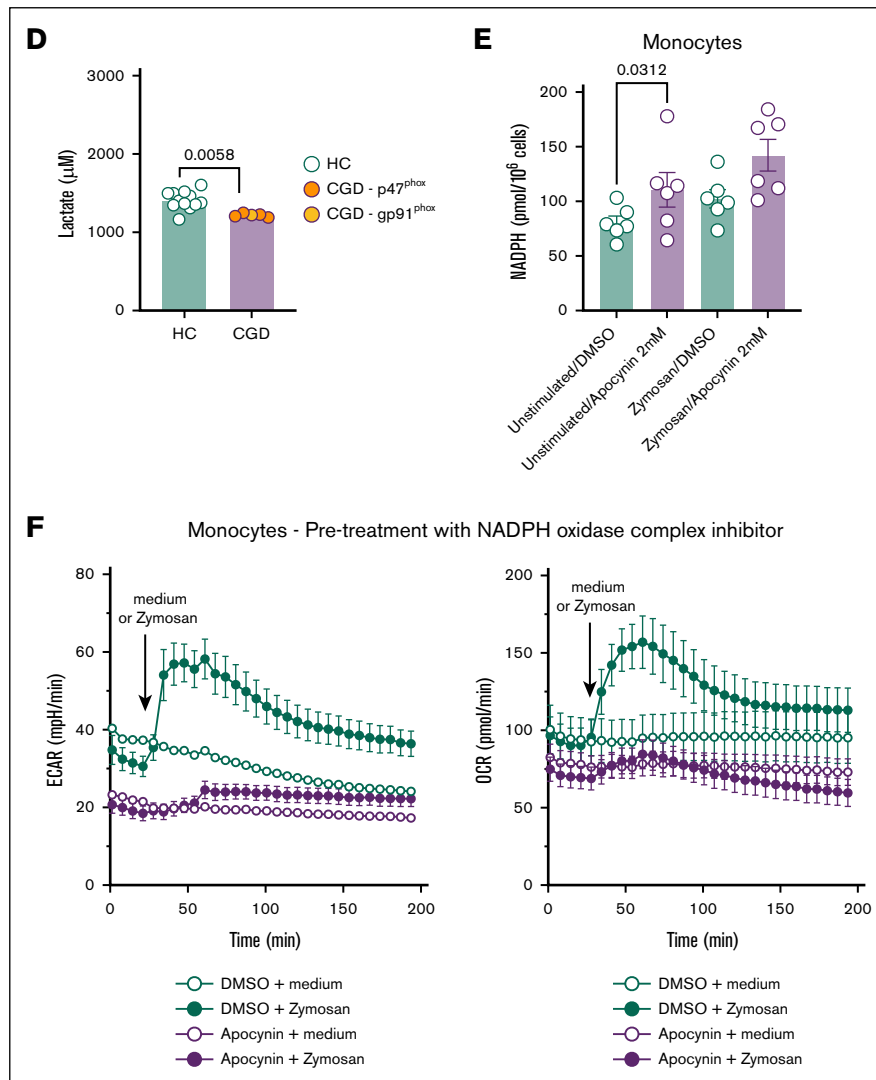 D
3000
2000
1000
0
Lactate (µM)
0.0058
HC
CGD
HC
CGD - p47phox
CGD - gp91phox
E
Monocytes
0.0312
200
150
100
50
0
NADPH (pmol/10⁶ cells)
Unstimulated/DMSO
Unstimulated/Apocynin 2mM
Zymosan/DMSO
Zymosan/Apocynin 2mM
F
Monocytes - Pre-treatment with NADPH oxidase complex inhibitor
80
60
40
20
0
ECAR (mpH/min)
medium
or Zymosan
0
50
100
150
200
Time (min)
DMSO + medium
DMSO + Zymosan
Apocynin + medium
Apocynin + Zymosan
200
150
100
50
0
OCR (pmol/min)
medium
or Zymosan
0
50
100
150
200
Time (min)
DMSO + medium
DMSO + Zymosan
Apocynin + medium
Apocynin + Zymosan